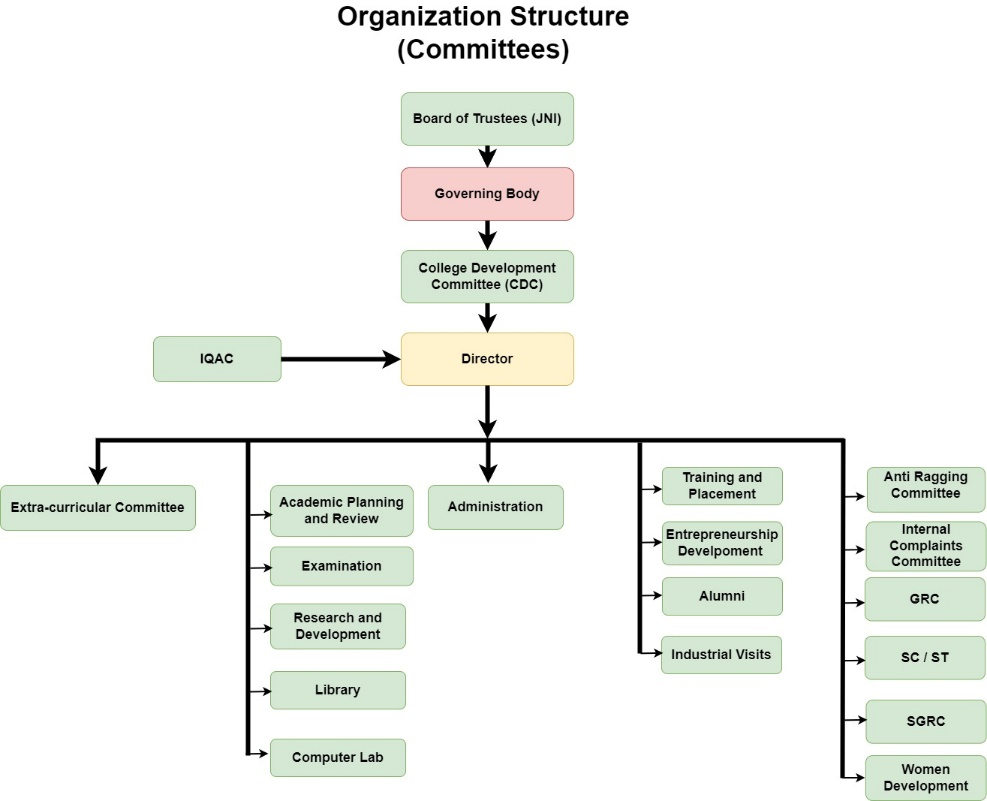 Organization Structure
(Committees)
Board of Trustees (JNI)
Governing Body
College Development
Committee (CDC)
IQAC
Director
Extra-curricular Committee
Academic Planning
and Review
Examination
Research and
Development
Library
Computer Lab
Administration
Training and
Placement
Entrepreneurship
Develpoment
Alumni
Industrial Visits
Anti Ragging
Committee
Internal
Complaints
Committee
GRC
SC / ST
SGRC
Women
Development